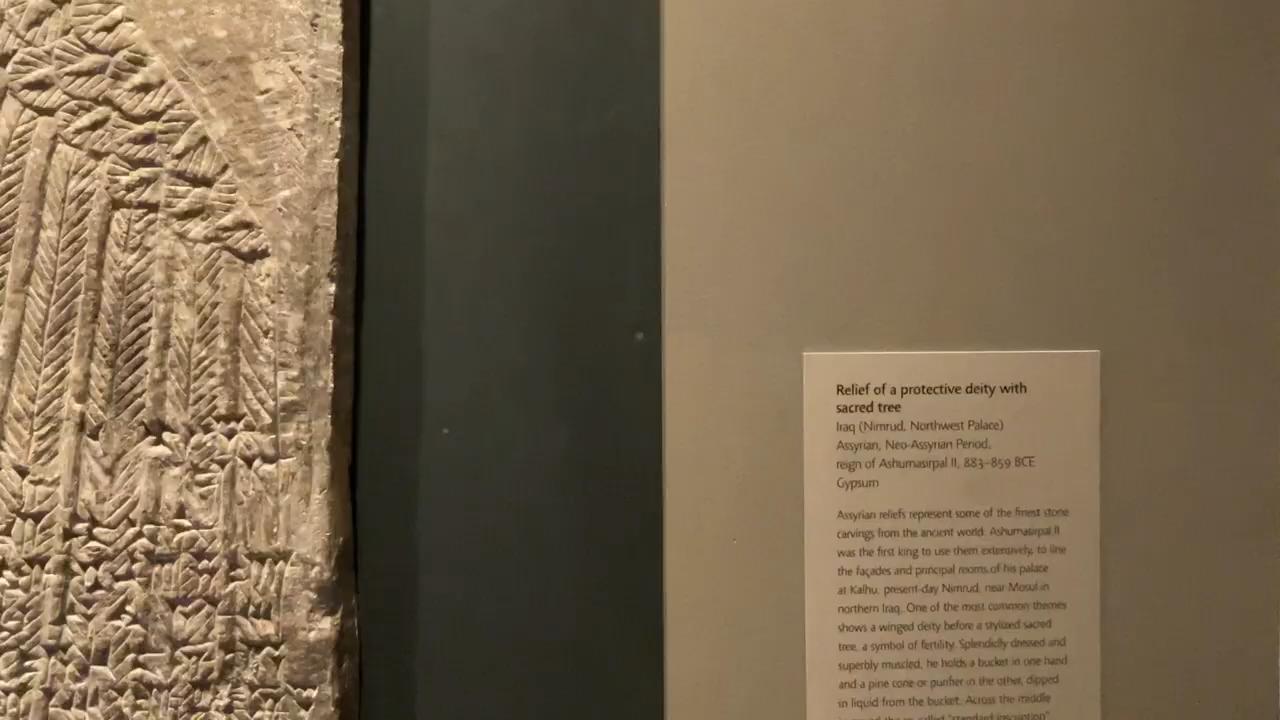 Relief of a protective deity with
sacred tree
Iraq (Nimrud, Northwest Palace)
Assyrian, Neo-Assyrian Period,
reign of Ashurnasirpal II, 883–859 BCE
Gypsum
Assyrian reliefs represent some of the finest stone
carvings from the ancient world. Ashurnasirpal II
was the first king to use them extensively, to line
the façades and principal rooms of his palace
at Kalhu, present-day Nimrud, near Mosul in
northern Iraq. One of the most common themes
shows a winged deity before a stylized sacred
tree, a symbol of fertility. Splendidly dressed and
superbly muscled, he holds a bucket in one hand
and a pine cone or purifier in the other, dipped
in liquid from the bucket. Across the middle
so-called "standard inscription"